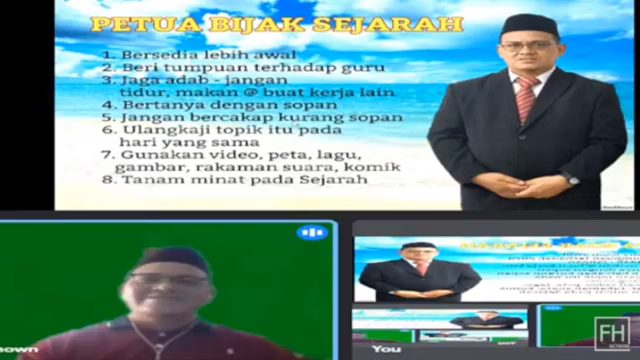 PETUA BIJAK SEJARAH
1. Bersedia lebih awal
2. Beri tumpuan terhadap guru
3. Jaga adab - jangan
tidur, makan @ buat kerja lain
4. Bertanya dengan sopan
5. Jangan bercakap kurang sopan
6. Ulangkaji topik itu pada
hari yang sama
7. Gunakan video, peta, lagu,
gambar, rakaman suara, komik
8. Tanam minat pada Sejarah
nown
You
FH